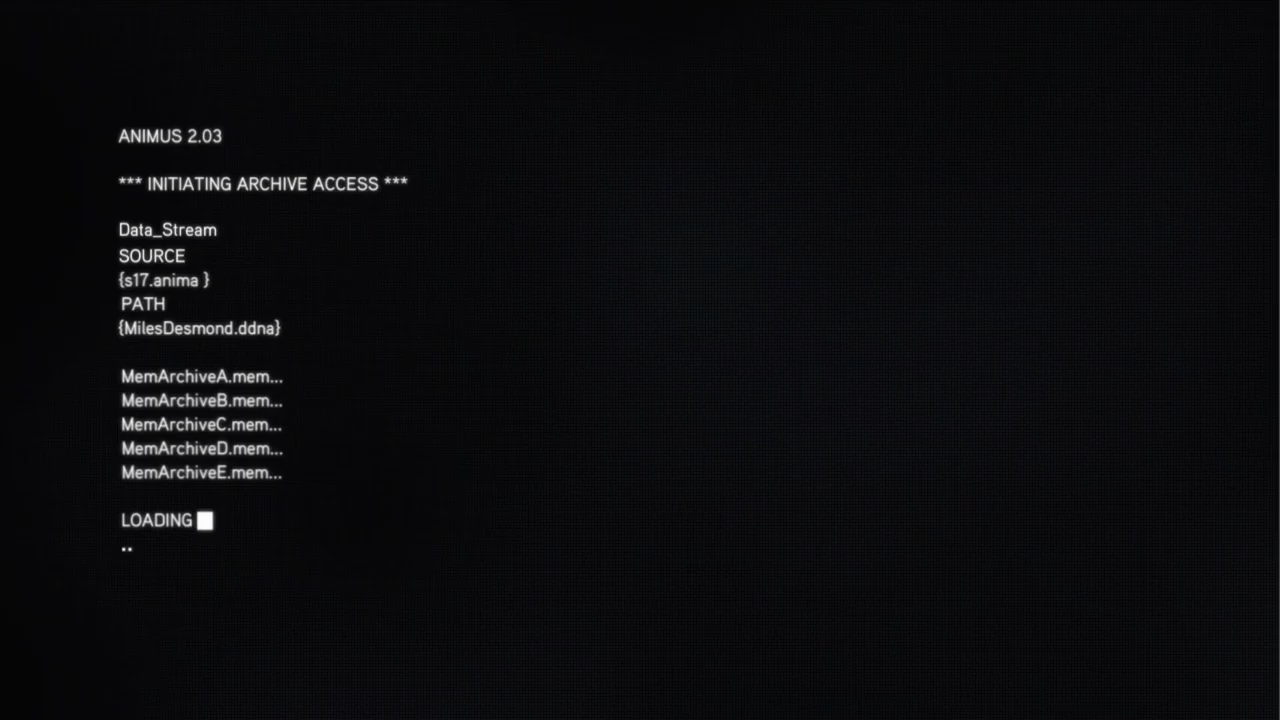 ANIMUS 2.03
*** INITIATING ARCHIVE ACCESS ***
Data_Stream
SOURCE
{s17.anima }
PATH
{MilesDesmond.ddna}
MemArchiveA.mem...
MemArchiveB.mem...
MemArchiveC.mem...
MemArchiveD.mem...
MemArchiveE.mem...
LOADING
..